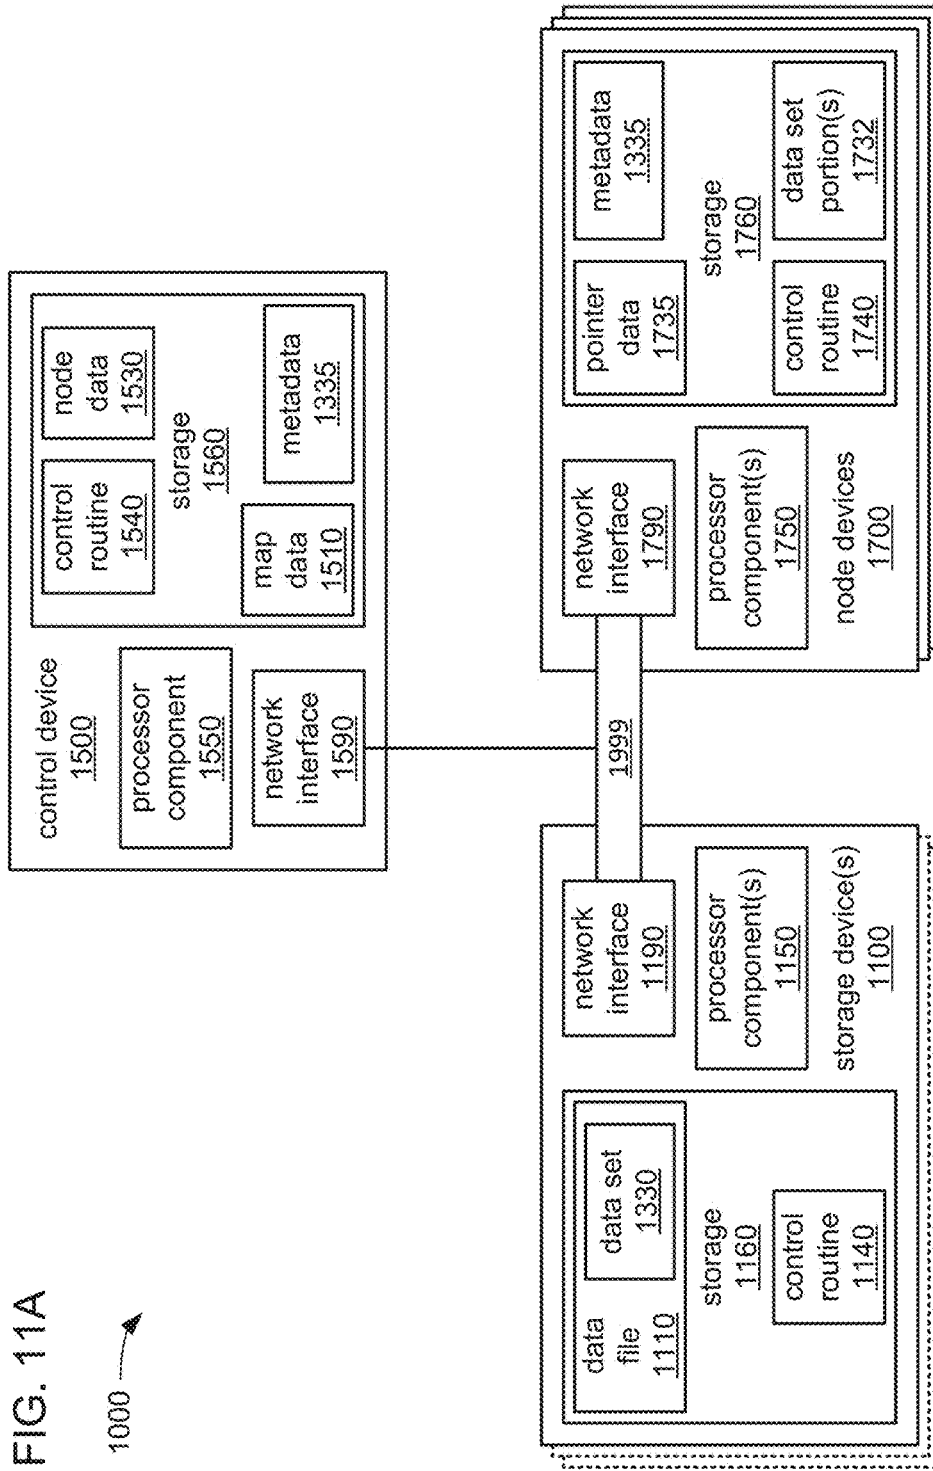 FIG. 11A
1000
control device
1500
processor
component
1550
network
interface
1590
control
routine
1540
node
data
1530
storage
1560
map
data
1510
metadata
1335
data
file
1110
data set
1330
storage
1160
control
routine
1140
network
interface
1190
processor
component(s)
1150
storage device(s)
1100
1999
network
interface
1790
processor
component(s)
1750
node devices
1700
pointer
data
1735
metadata
1335
storage
1760
control
routine
1740
data set
portion(s)
1732